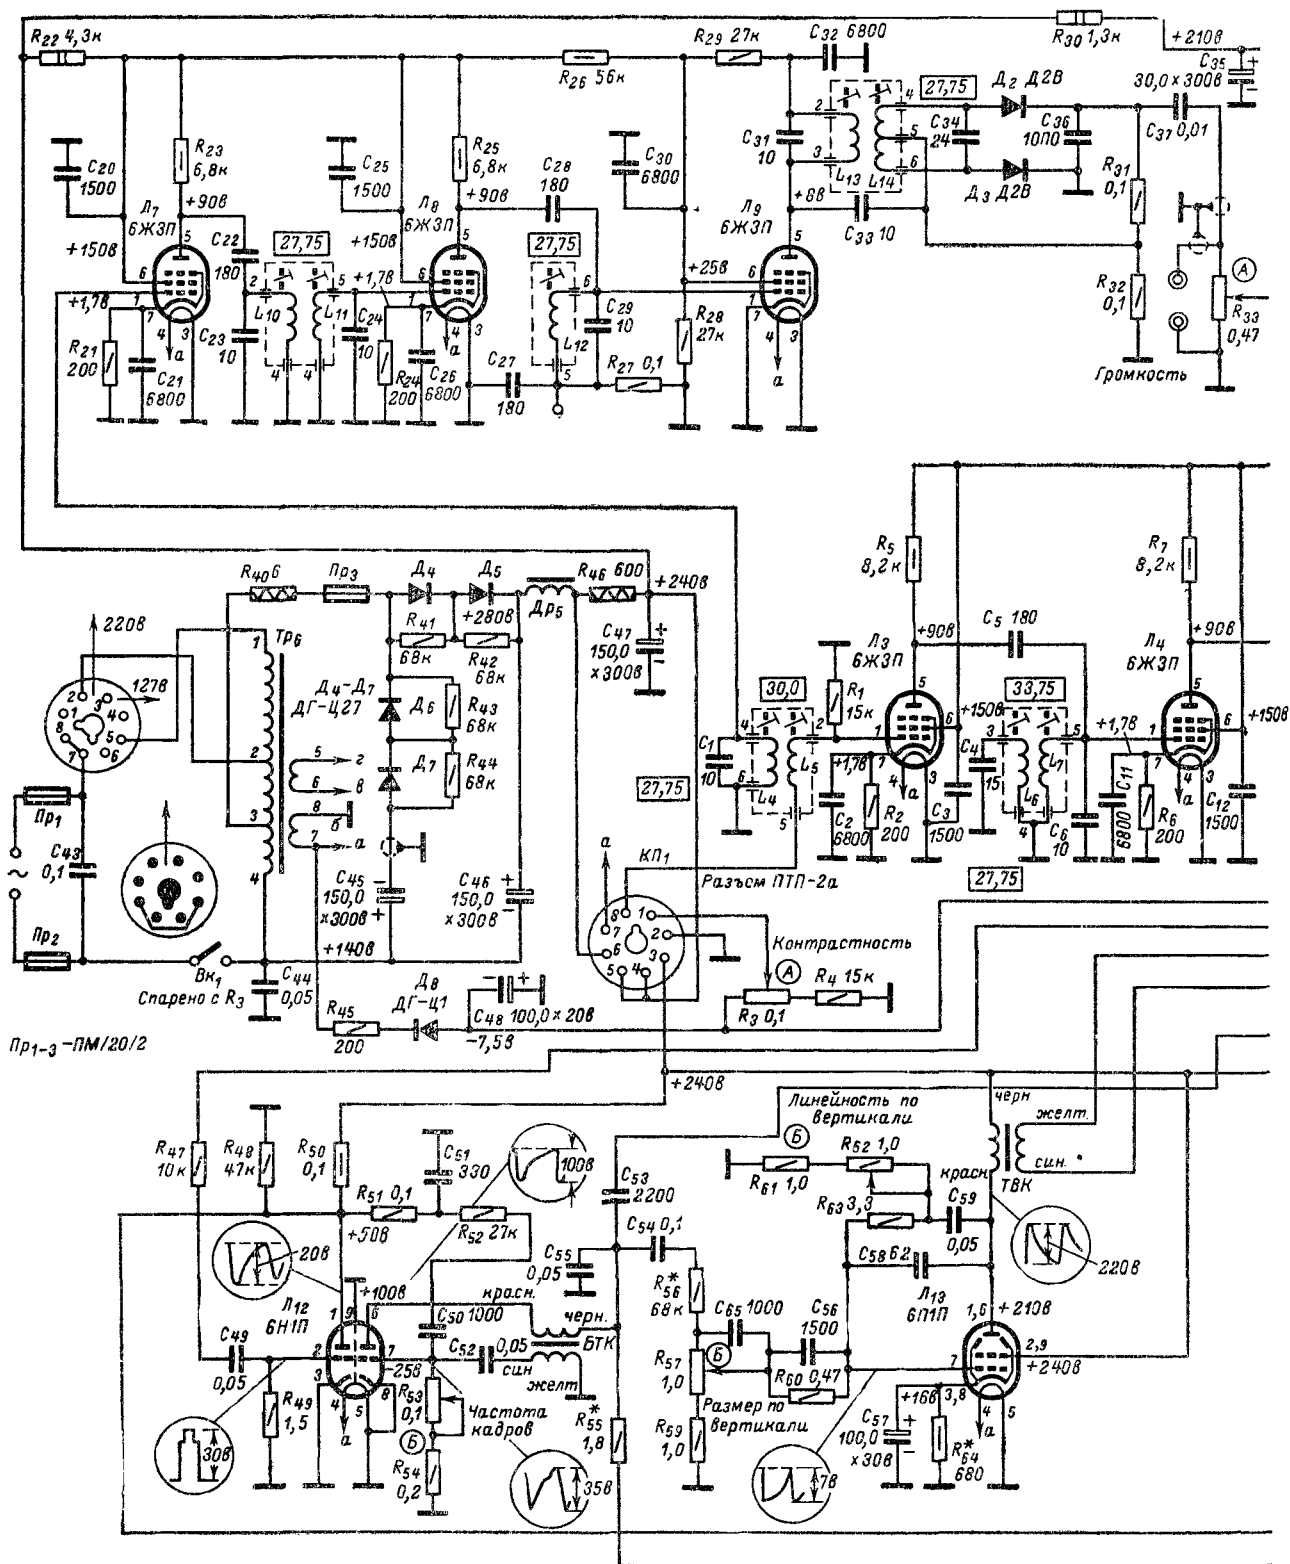 R22 4,3к
R29 27к
C32 6800
R30 1,3к
+210в
C35
30,0×300в
R26 56к
27,75
Д2 Д2В
C34
24
C36
1000
C37 0,01
R23
6,8к
C20
1500
C25
1500
R25
6,8к
C28
180
C30
6800
C31
10
L13
L14
Д3 Д2В
R31
0,1
+90в
+90в
+6в
Л7
6Ж3П
Л8
6Ж3П
Л9
6Ж3П
C33 10
+150в
C22
180
27,75
+150в
27,75
+25в
+1,7в
+1,7в
L10
L11
C24
10
C29
10
L12
R28
27к
R32
0,1
А
R33
0,47
R21
200
C21
6800
C23
10
R24
200
C26
6800
C27
180
R27 0,1
Громкость
R40 6
Пр3
Д4
Д5
R46 600
+240в
Др5
R5
8,2к
R7
8,2к
220в
Тр6
R41
68к
+280в
R42
68к
C47
150,0
×300в
+90в
C5 180
+90в
127в
Л3
6Ж3П
Л4
6Ж3П
Д4-Д7
ДГ-Ц27
Д6
R43
68к
30,0
R1
15к
+150в
33,75
+1,7в
+150в
Д7
R44
68к
C1
10
27,75
L4
L5
+1,7в
C4
15
L6
L7
C11
6800
Пр1
C43
0,1
C2
6800
R2
200
C3
1500
C6
10
R6
200
C12
1500
27,75
C45
150,0
×300в
C46
150,0
×300в
КП1
Разъем ПТП-2а
Пр2
+140в
Контрастность
Вк1
Спарено с R3
C44
0,05
Д8
ДГ-Ц1
А
R4 15к
R3 0,1
Пр1-3 -ПМ/20/2
R45
200
C48 100,0×20в
-7,5в
+240в
Линейность по
вертикали
черн
желт.
R47
10к
R48
47к
R50
0,1
C51
330
100в
Б
R52 1,0
R61 1,0
син.
красн
ТВК
C53
2200
R51 0,1
+50в
R52 27к
C54 0,1
R63 3,3
C59
0,05
20в
C55
0,05
C58 62
220в
R56*
68к
Л12
6Н1П
+100в
красн.
черн.
C50 1000
БТК
C65 1000
C56
1500
Л13
6П1П
+210в
C49
0,05
-25в
C52 0,05
син
желт
R57
1,0
Б
R60 0,47
+240в
R49
1,5
R53
0,1
Частота
кадров
R55*
1,8
R59
1,0
Размер по
вертикали
+16в
C57
100,0
×30в
R64*
680
30в
Б
R54
0,2
35в
7в